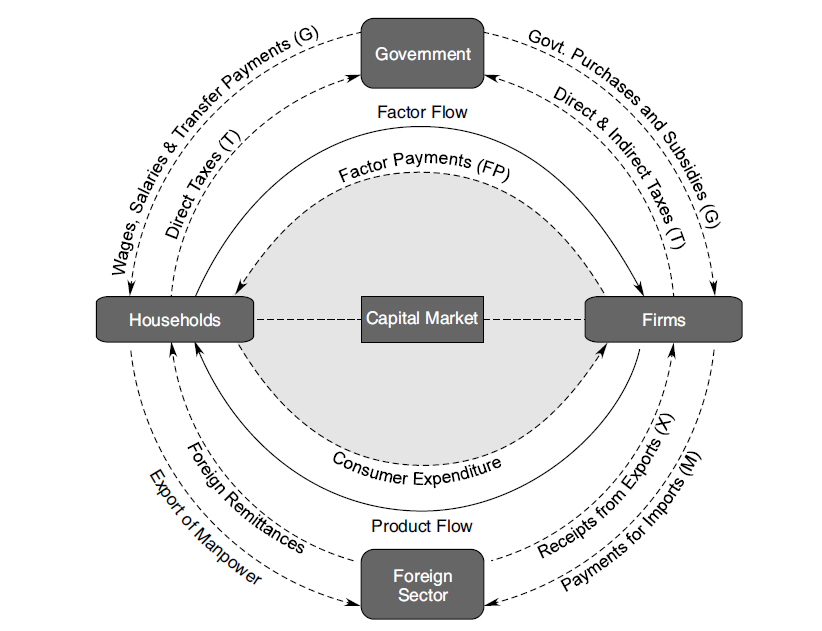 Government
Wages, Salaries & Transfer Payments (G)
Direct Taxes (T)
Govt. Purchases and Subsidies (G)
Direct & Indirect Taxes (T)
Factor Flow
Factor Payments (FP)
Households
Capital Market
Firms
Consumer Expenditure
Product Flow
Foreign Remittances
Export of Manpower
Receipts from Exports (X)
Payments for Imports (M)
Foreign
Sector